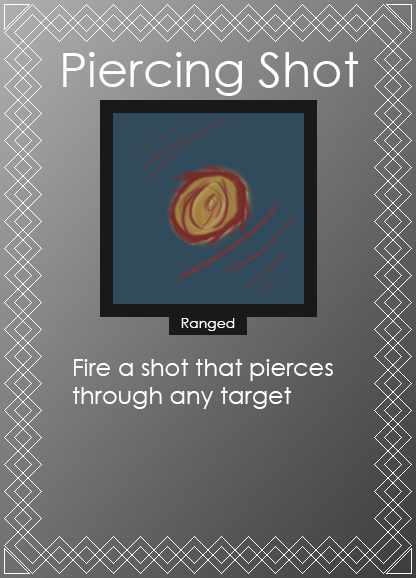 Piercing Shot
Ranged
Fire a shot that pierces
through any target